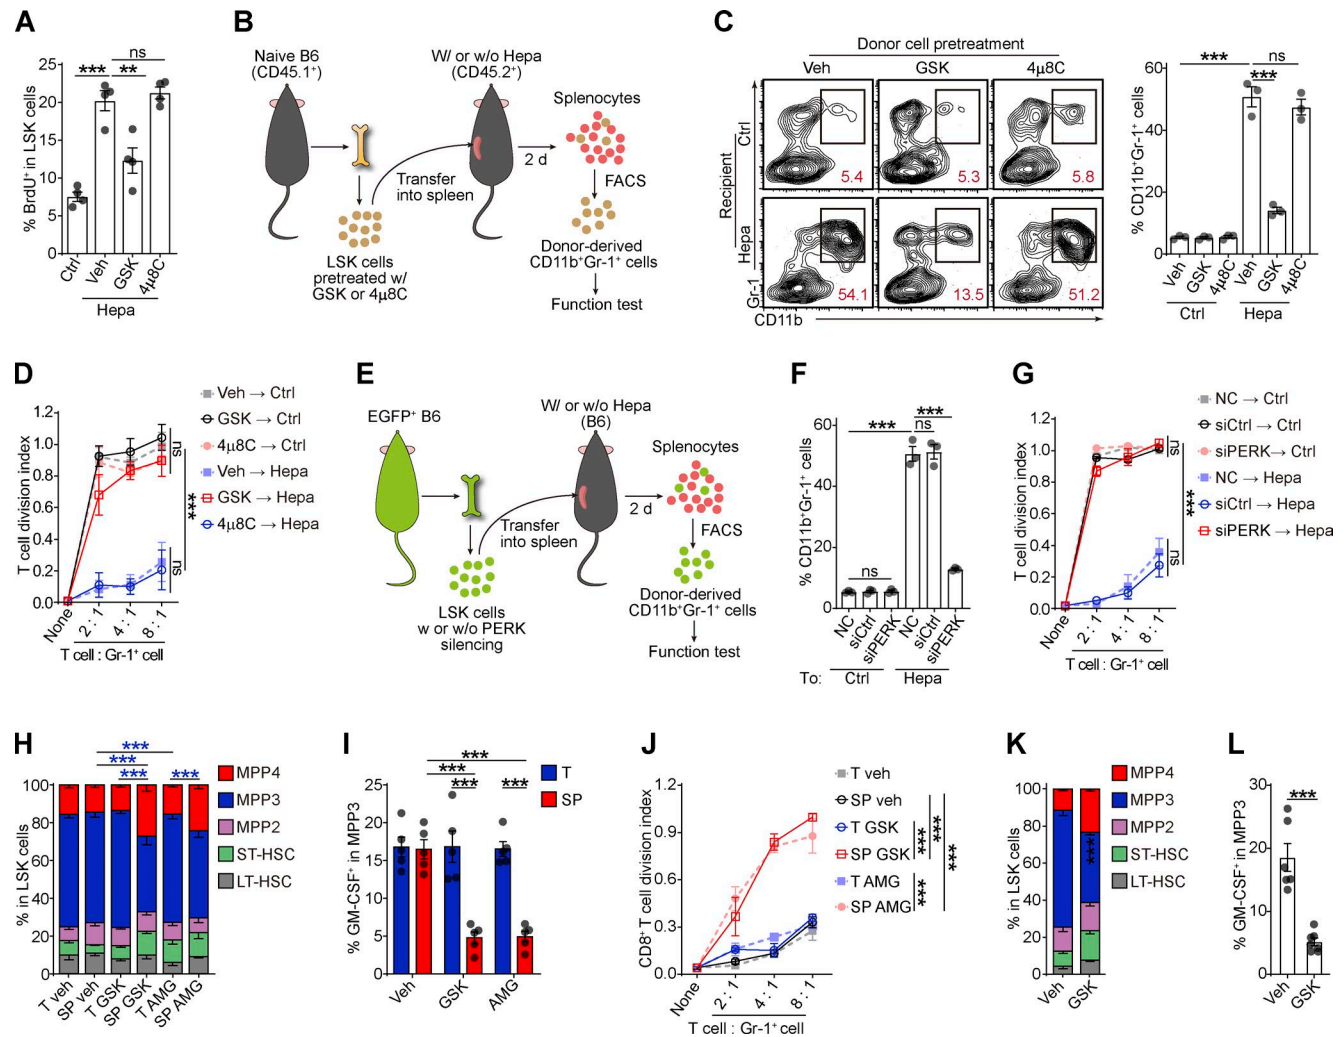 A
% BrdU⁺ in LSK cells
25
20
15
10
5
0
*** **
ns
Ctrl
Veh
GSK
4μ8C
Hepa
B
Naive B6
(CD45.1⁺)
W/ or w/o Hepa
(CD45.2⁺)
Splenocytes
2 d
Transfer
into spleen
FACS
LSK cells
pretreated w/
GSK or 4μ8C
Donor-derived
CD11b⁺Gr-1⁺ cells
Function test
C
Donor cell pretreatment
Veh GSK 4μ8C
Recipient
Ctrl
Hepa
5.4 5.3 5.8
54.1 13.5 51.2
Gr-1
CD11b
% CD11b⁺Gr-1⁺ cells
60
40
20
0
*** ns
***
Veh
GSK
4μ8C
Veh
GSK
4μ8C
Ctrl Hepa
D
T cell division index
1.2
1.0
0.8
0.6
0.4
0.2
0.0
None
2 : 1
4 : 1
8 : 1
T cell : Gr-1⁺ cell
ns
***
ns
Veh → Ctrl
GSK → Ctrl
4μ8C → Ctrl
Veh → Hepa
GSK → Hepa
4μ8C → Hepa
E
EGFP⁺ B6
W/ or w/o Hepa
(B6)
Splenocytes
2 d
Transfer
into spleen
FACS
LSK cells
w or w/o PERK
silencing
Donor-derived
CD11b⁺Gr-1⁺ cells
Function test
F
% CD11b⁺Gr-1⁺ cells
60
40
20
0
***
***
ns
ns
NC
siCtrl
siPERK
NC
siCtrl
siPERK
To: Ctrl Hepa
G
T cell division index
1.2
1.0
0.8
0.6
0.4
0.2
0.0
None
2 : 1
4 : 1
8 : 1
T cell : Gr-1⁺ cell
ns
***
ns
NC → Ctrl
siCtrl → Ctrl
siPERK→ Ctrl
NC → Hepa
siCtrl → Hepa
siPERK → Hepa
H
% in LSK cells
100
80
60
40
20
0
***
***
*** ***
T veh
SP veh
T GSK
SP GSK
T AMG
SP AMG
MPP4
MPP3
MPP2
ST-HSC
LT-HSC
I
% GM-CSF⁺ in MPP3
25
20
15
10
5
0
***
***
*** ***
Veh
GSK
AMG
T
SP
J
CD8⁺ T cell division index
1.2
0.9
0.6
0.3
0.0
None
2 : 1
4 : 1
8 : 1
T cell : Gr-1⁺ cell
T veh
SP veh
T GSK
SP GSK
T AMG
SP AMG
***
***
***
***
K
% in LSK cells
100
80
60
40
20
0
***
Veh
GSK
MPP4
MPP3
MPP2
ST-HSC
LT-HSC
L
% GM-CSF⁺ in MPP3
30
20
10
0
***
Veh
GSK